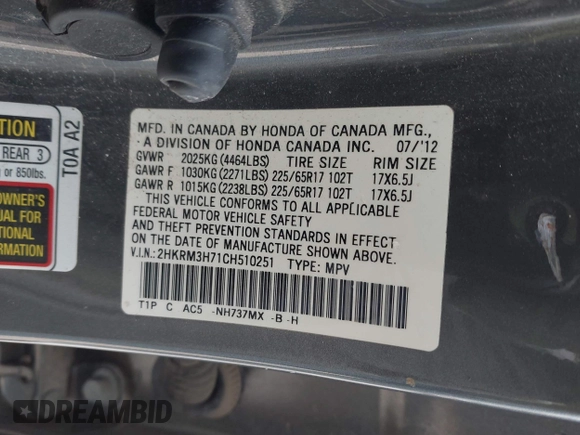 TION
REAR 3
or 850lbs.
OWNER'S
UAL FOR
TIONAL
RMATION
T0A A2
MFD. IN CANADA BY HONDA OF CANADA MFG.,
A DIVISION OF HONDA CANADA INC. 07/'12
GVWR 2025KG (4464LBS) TIRE SIZE RIM SIZE
GAWR F 1030KG (2271LBS) 225/65R17 102T 17X6.5J
GAWR R 1015KG (2238LBS) 225/65R17 102T 17X6.5J
THIS VEHICLE CONFORMS TO ALL APPLICABLE
FEDERAL MOTOR VEHICLE SAFETY
AND THEFT PREVENTION STANDARDS IN EFFECT
ON THE DATE OF MANUFACTURE SHOWN ABOVE.
V.I.N.: 2HKRM3H71CH510251 TYPE: MPV
T1P C AC5 -NH737MX -B -H
DREAMBID